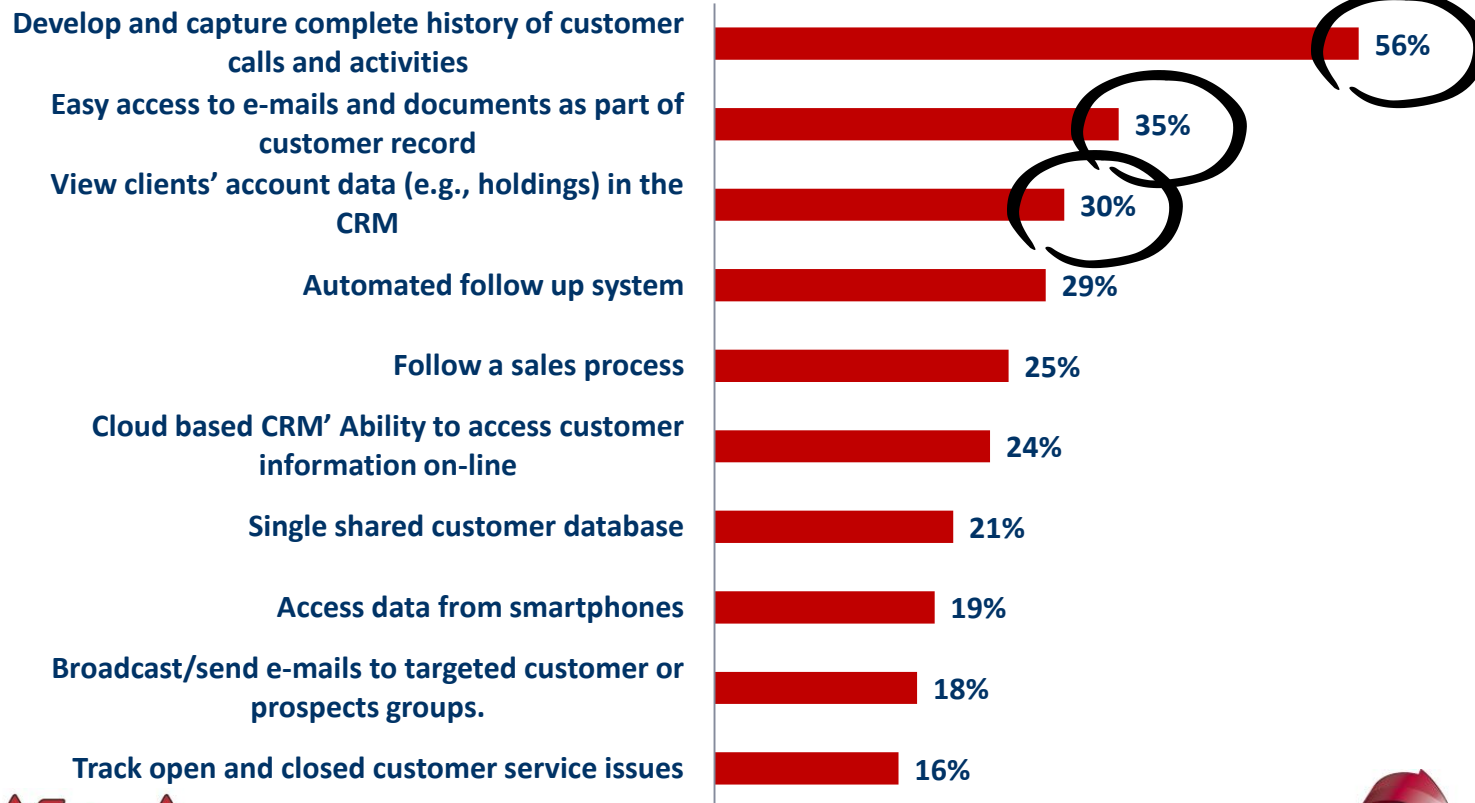 Develop and capture complete history of customer
calls and activities
56%
Easy access to e-mails and documents as part of
customer record
35%
View clients’ account data (e.g., holdings) in the
CRM
30%
Automated follow up system
29%
Follow a sales process
25%
Cloud based CRM’ Ability to access customer
information on-line
24%
Single shared customer database
21%
Access data from smartphones
19%
Broadcast/send e-mails to targeted customer or
prospects groups.
18%
Track open and closed customer service issues
16%